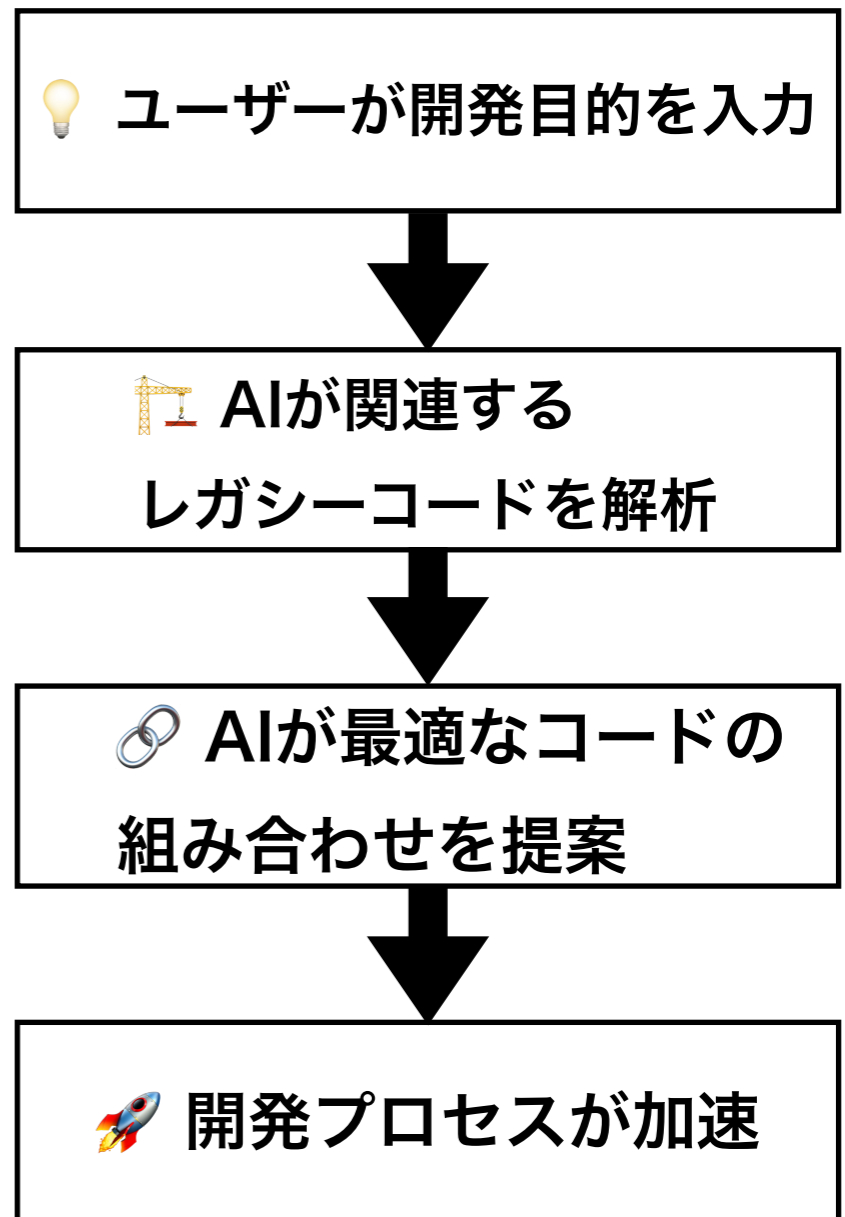 💡 ユーザーが開発目的を入力
🏗️ AIが関連する
レガシーコードを解析
🔗 AIが最適なコードの
組み合わせを提案
🚀 開発プロセスが加速